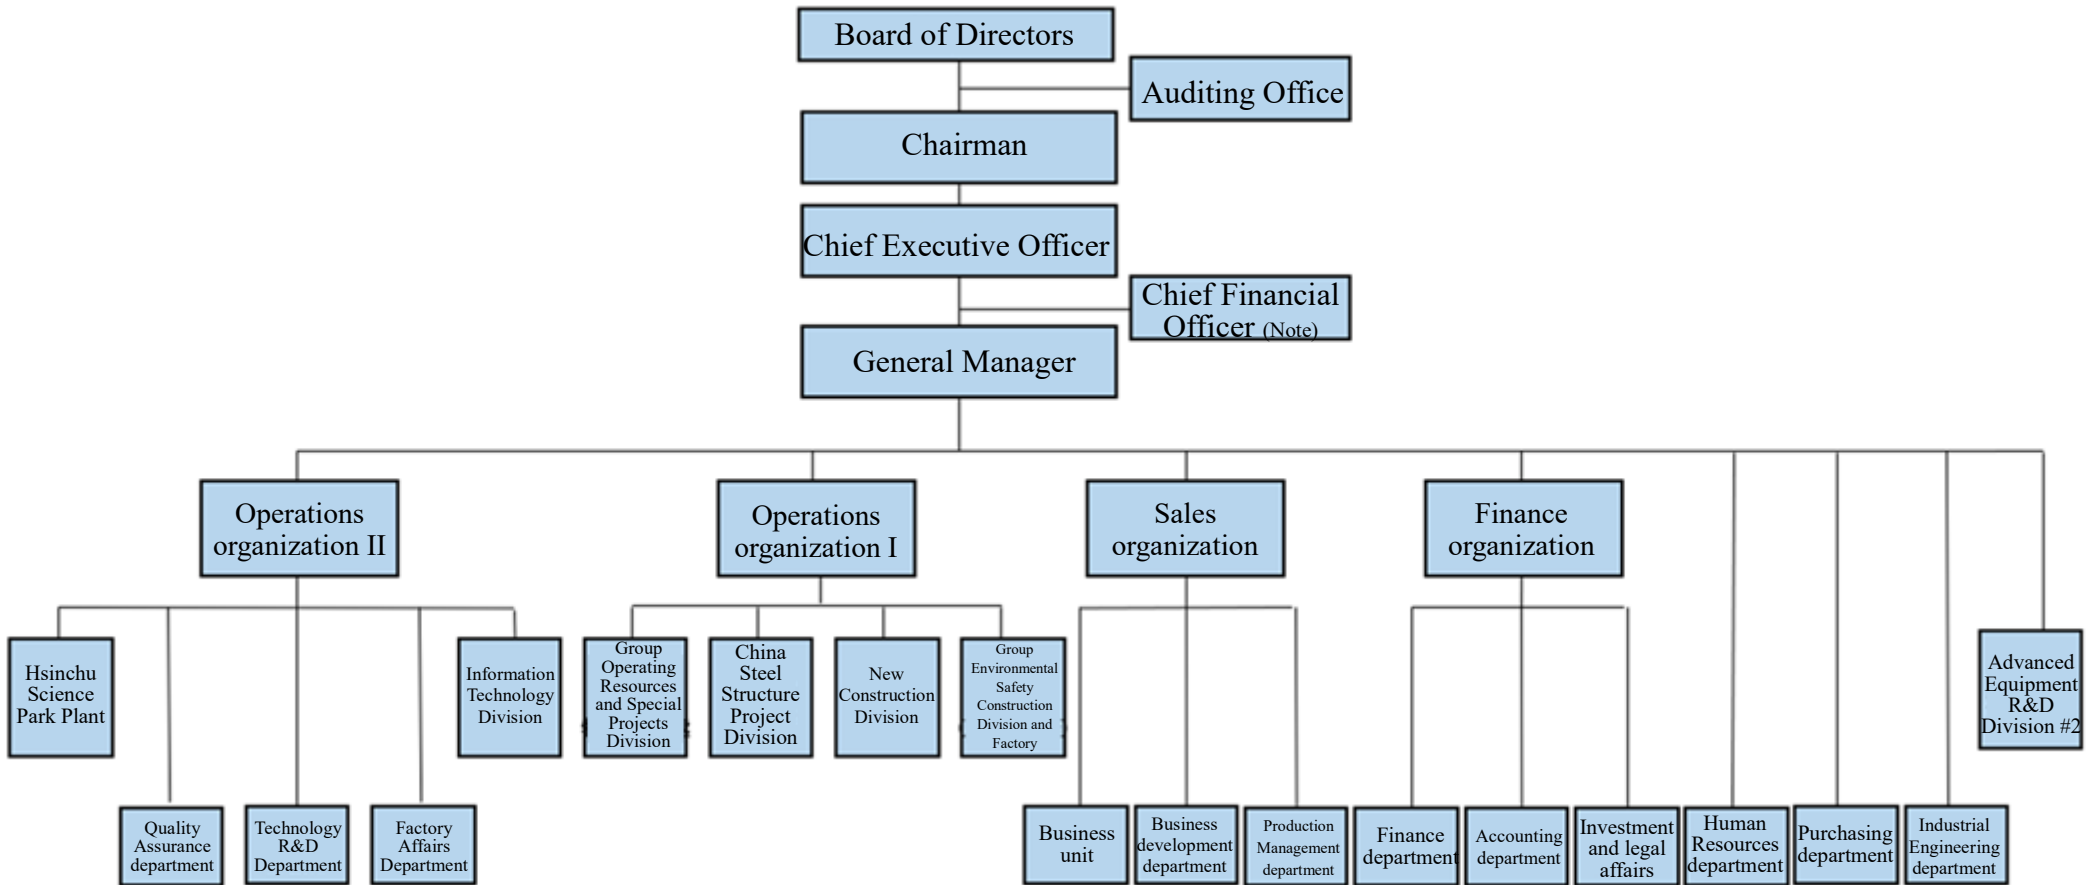 Board of Directors
Auditing Office
Chairman
Chief Executive Officer
Chief Financial
Officer (Note)
General Manager
Operations
organization II
Operations
organization I
Sales
organization
Finance
organization
Hsinchu
Science
Park Plant
Information
Technology
Division
Group
Operating
Resources
and Special
Projects
Division
China
Steel
Structure
Project
Division
New
Construction
Division
Group
Environmental
Safety
Construction
Division and
Factory
Advanced
Equipment
R&D
Division #2
Quality
Assurance
department
Technology
R&D
Department
Factory
Affairs
Department
Business
unit
Business
development
department
Production
Management
department
Finance
department
Accounting
department
Investment
and legal
affairs
Human
Resources
department
Purchasing
department
Industrial
Engineering
department